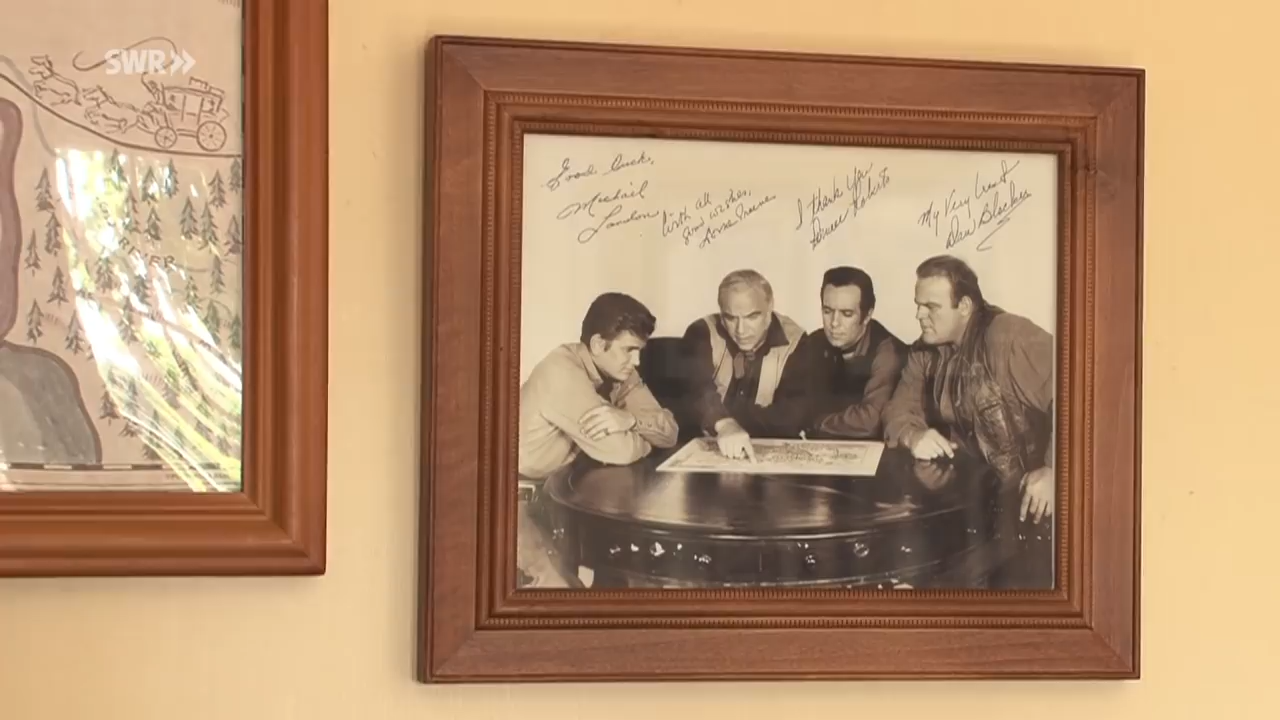 SWR»
Good Luck,
Michael
Landon
With all
good wishes,
Lorne Greene
I Thank You
Pernell Roberts
My Very Best
Dan Blocker